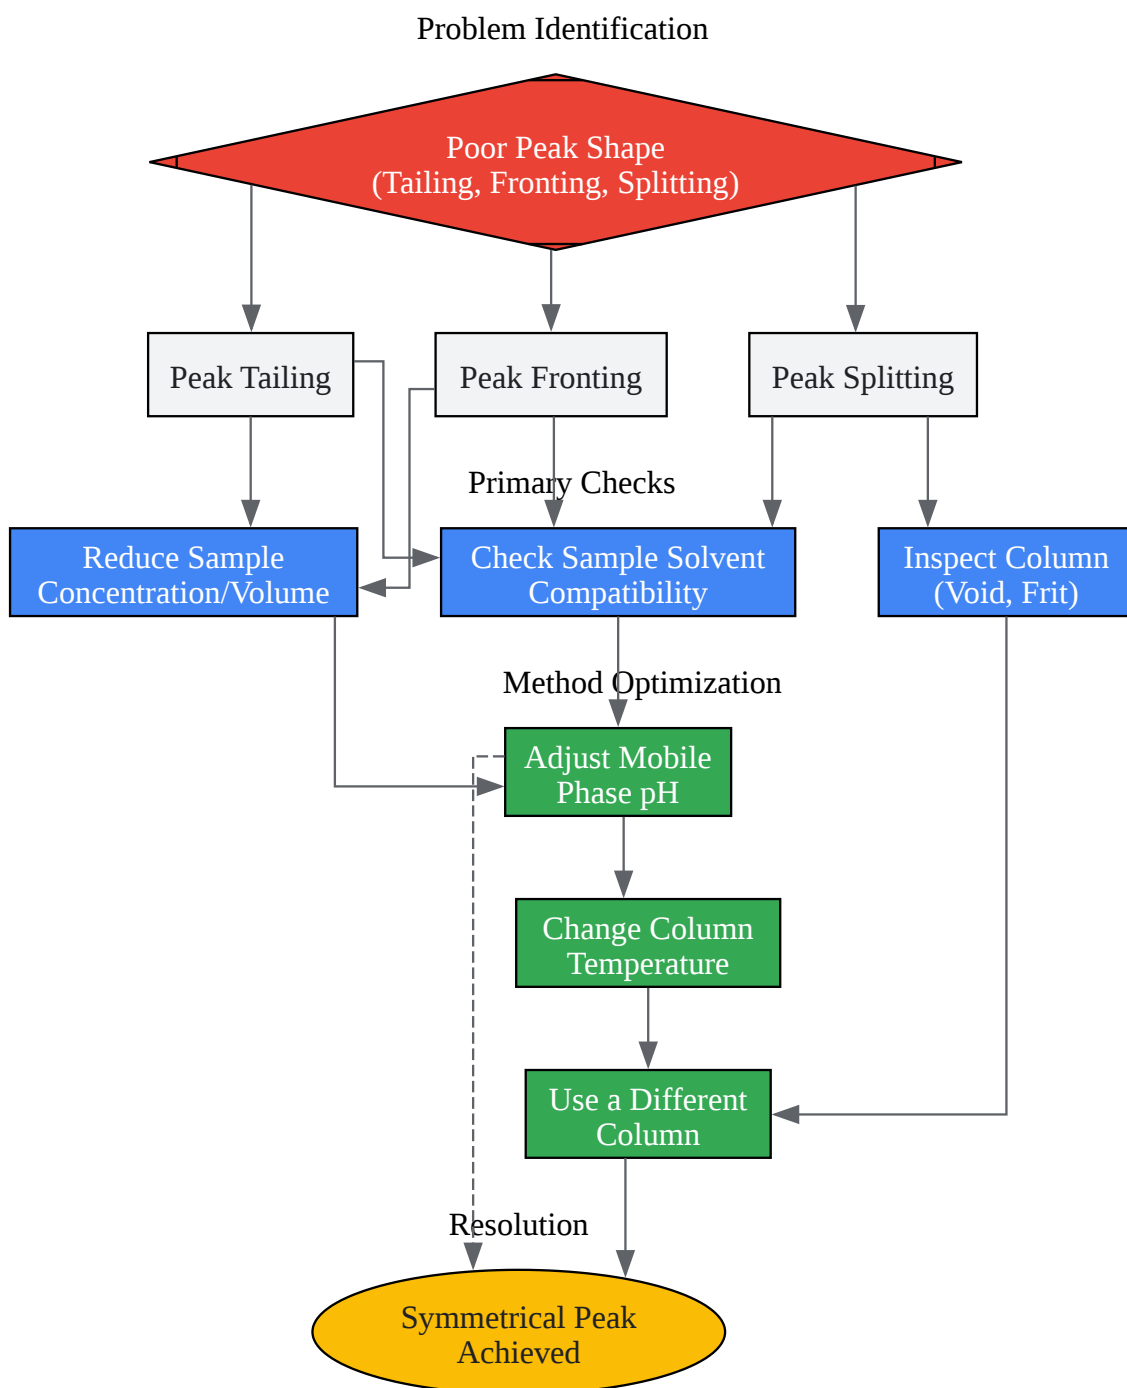 Problem Identification
Poor Peak Shape
(Tailing, Fronting, Splitting)
Peak Tailing
Peak Fronting
Peak Splitting
Primary Checks
Reduce Sample
Concentration/Volume
Check Sample Solvent
Compatibility
Inspect Column
(Void, Frit)
Method Optimization
Adjust Mobile
Phase pH
Change Column
Temperature
Use a Different
Column
Resolution
Symmetrical Peak
Achieved